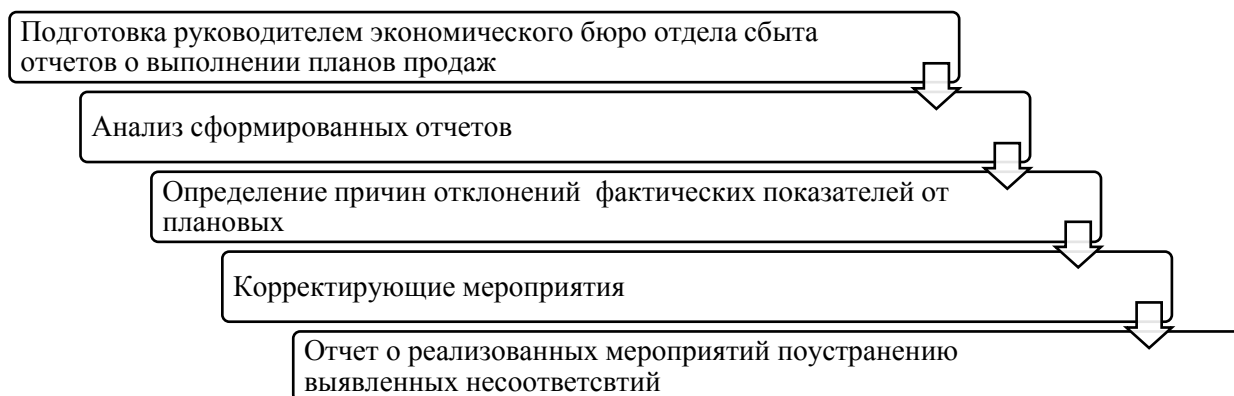 Подготовка руководителем экономического бюро отдела сбыта
отчетов о выполнении планов продаж
Анализ сформированных отчетов
Определение причин отклонений  фактических показателей от
плановых
Корректирующие мероприятия
Отчет о реализованных мероприятий поустранению
выявленных несоответсвтий